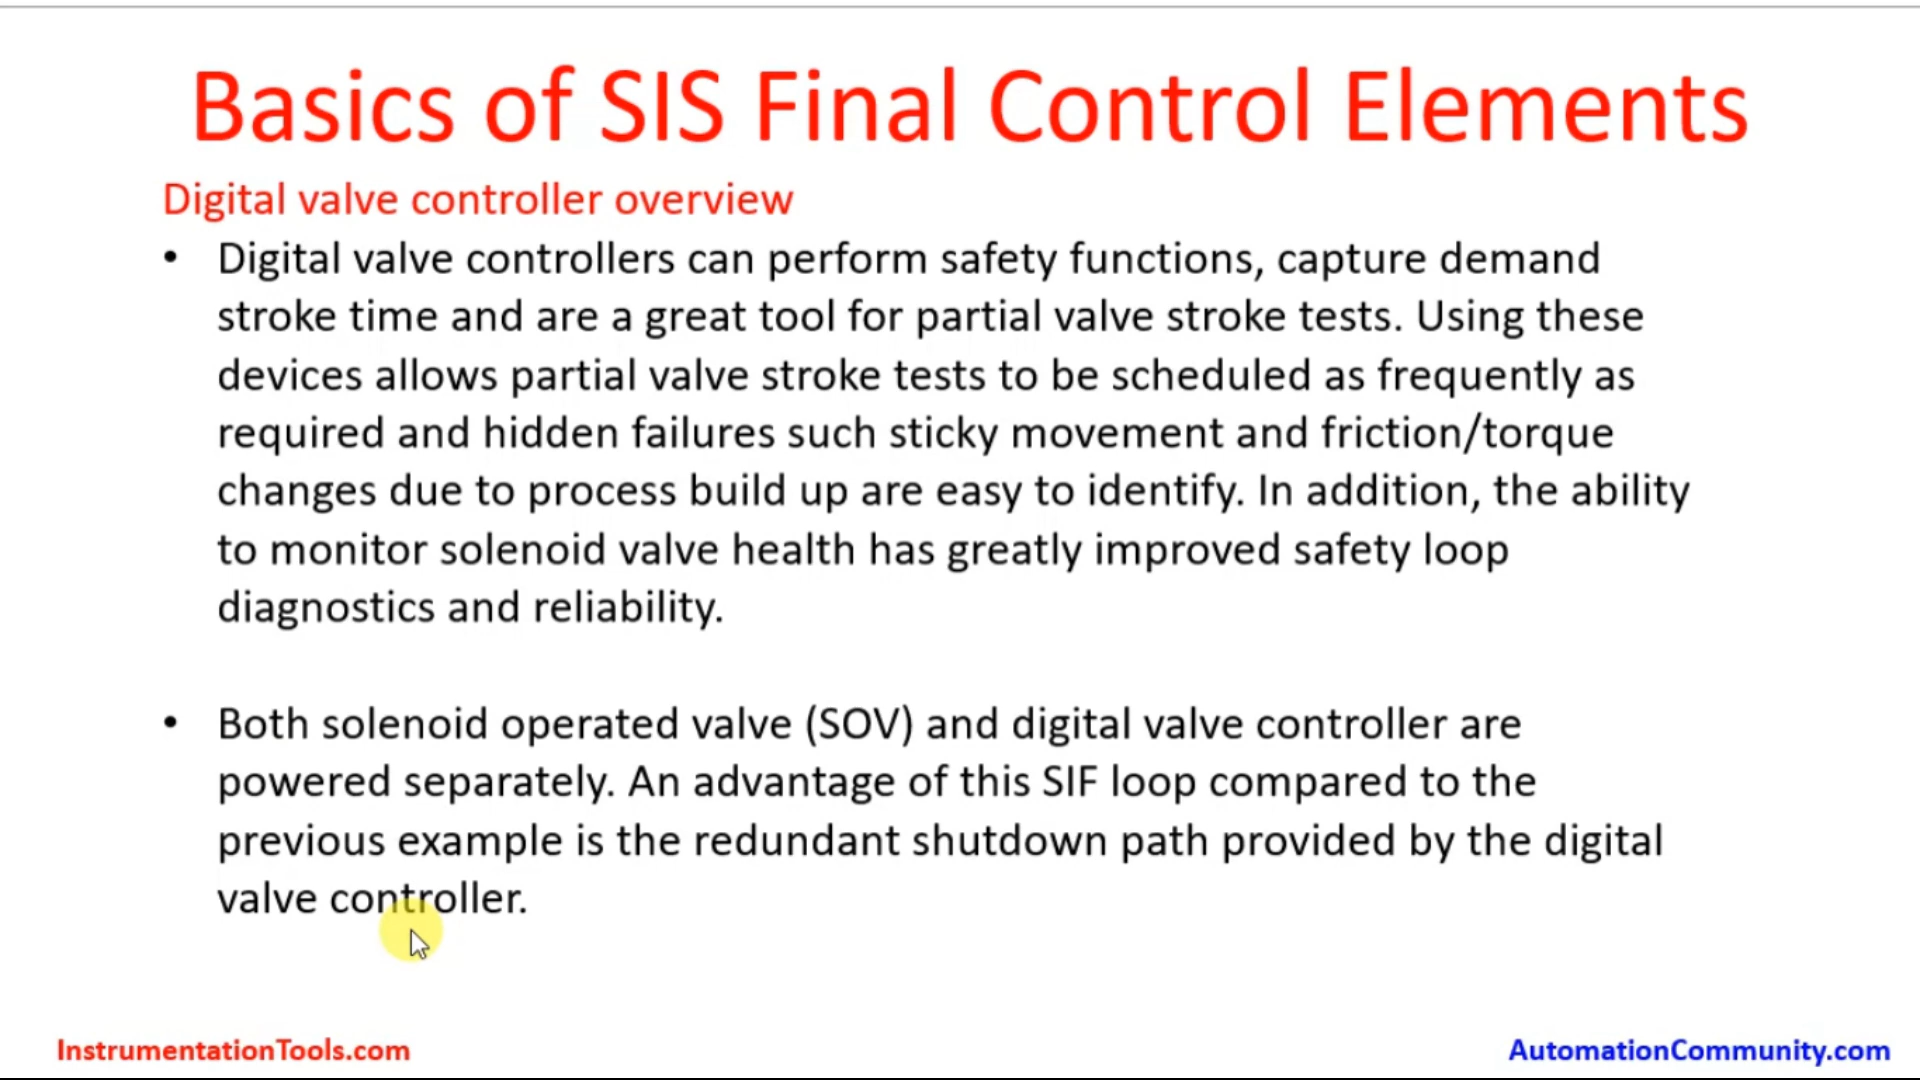 Basics of SIS Final Control Elements
Digital valve controller overview
• Digital valve controllers can perform safety functions, capture demand
stroke time and are a great tool for partial valve stroke tests. Using these
devices allows partial valve stroke tests to be scheduled as frequently as
required and hidden failures such sticky movement and friction/torque
changes due to process build up are easy to identify. In addition, the ability
to monitor solenoid valve health has greatly improved safety loop
diagnostics and reliability.
• Both solenoid operated valve (SOV) and digital valve controller are
powered separately. An advantage of this SIF loop compared to the
previous example is the redundant shutdown path provided by the digital
valve controller.
InstrumentationTools.com
AutomationCommunity.com